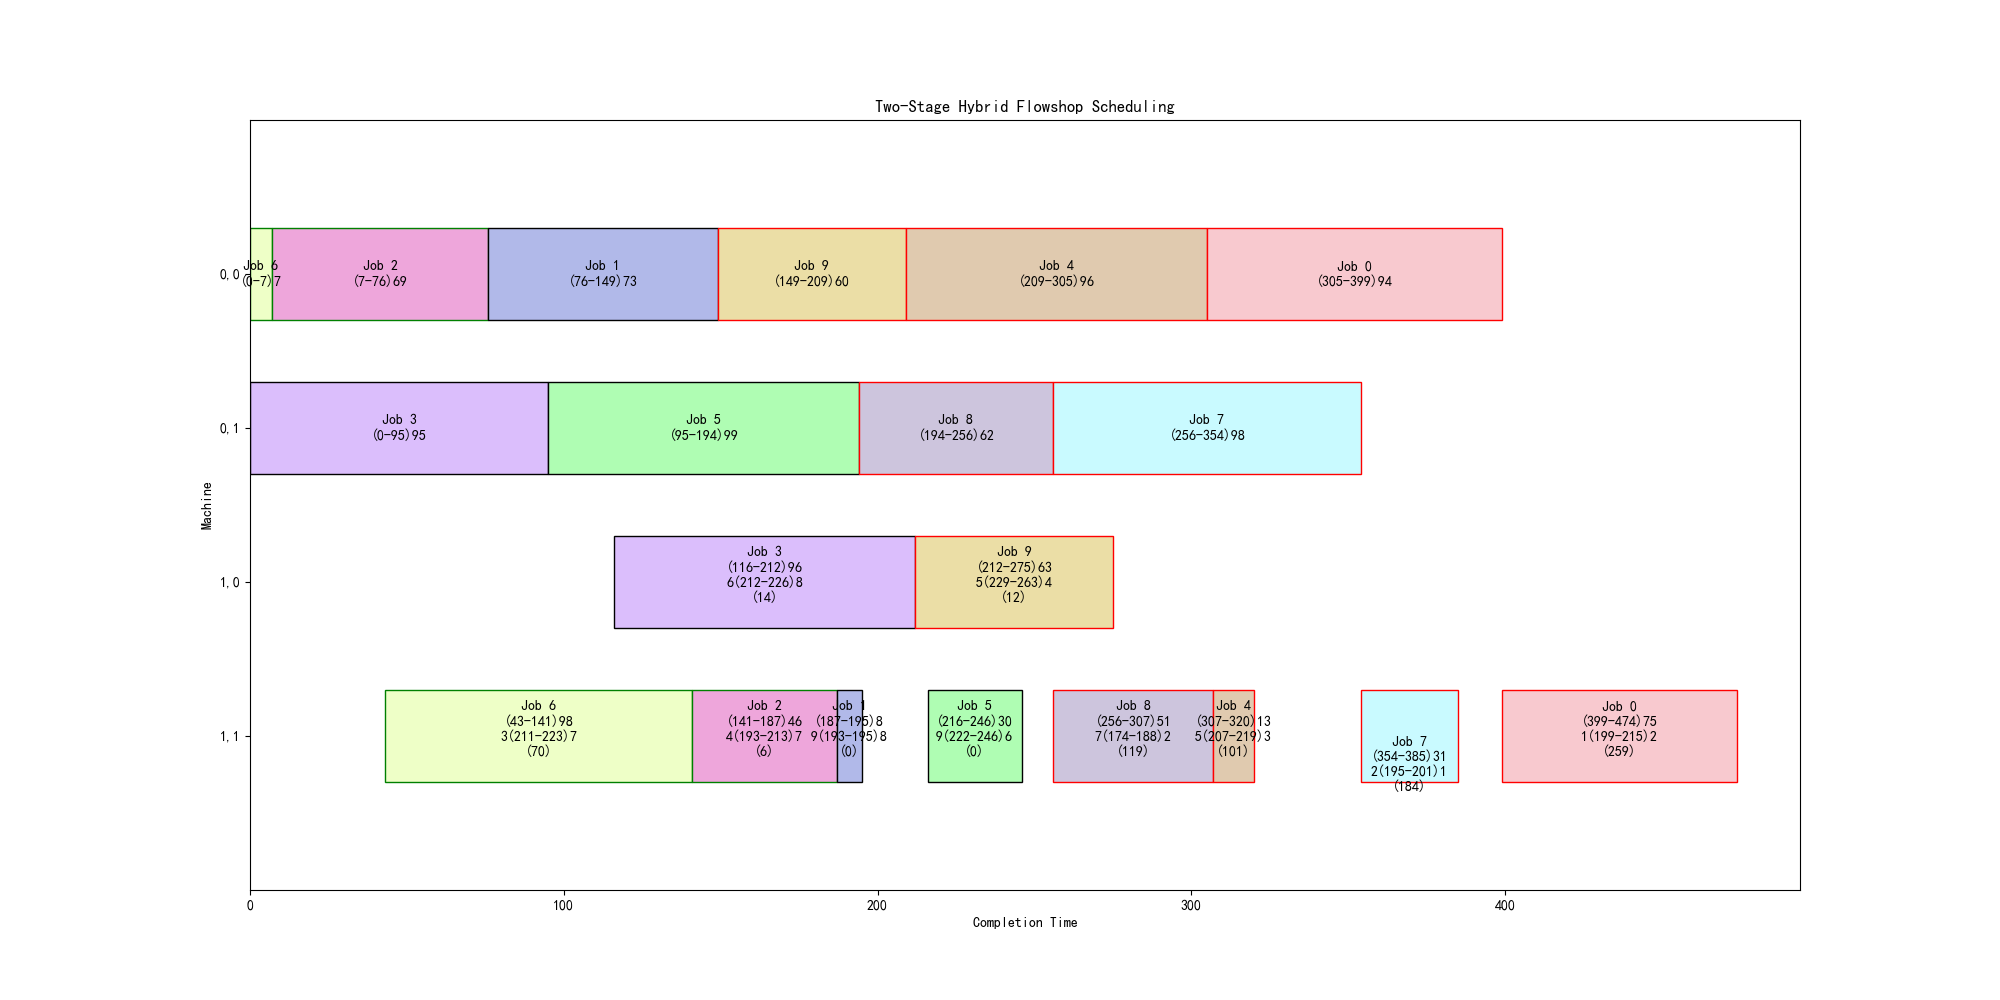 Two-Stage Hybrid Flowshop Scheduling
Machine
0,0
Job 6
(0-7)7
Job 2
(7-76)69
Job 1
(76-149)73
Job 9
(149-209)60
Job 4
(209-305)96
Job 0
(305-399)94
0,1
Job 3
(0-95)95
Job 5
(95-194)99
Job 8
(194-256)62
Job 7
(256-354)98
1,0
Job 3
(116-212)96
6(212-226)8
(14)
Job 9
(212-275)63
5(229-263)4
(12)
1,1
Job 6
(43-141)98
3(211-223)7
(70)
Job 2
(141-187)46
4(193-213)7
(6)
Job 1
(187-195)8
9(193-195)8
(0)
Job 5
(216-246)30
9(222-246)6
(0)
Job 8
(256-307)51
7(174-188)2
(119)
Job 4
(307-320)13
5(207-219)3
(101)
Job 7
(354-385)31
2(195-201)1
(184)
Job 0
(399-474)75
1(199-215)2
(259)
0
100
200
300
400
Completion Time